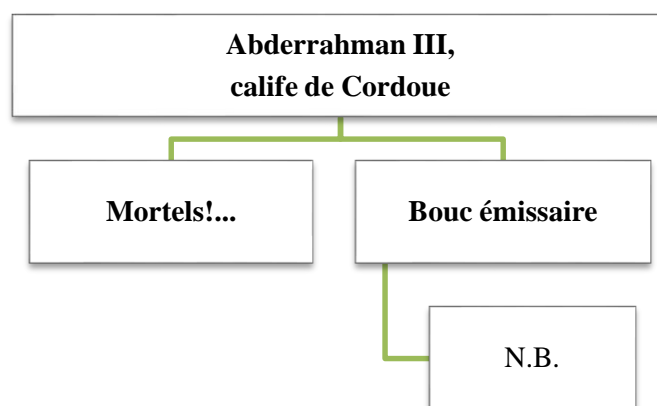 Abderrahman III,
calife de Cordoue
Mortels!...
Bouc émissaire
N.B.